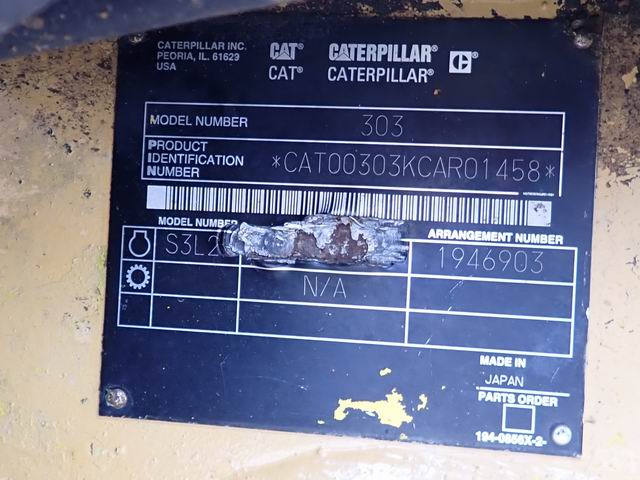 CATERPILLAR INC.
PEORIA, IL. 61629
USA
CAT® CATERPILLAR® C
CAT® CATERPILLAR®
MODEL NUMBER 303
PRODUCT
IDENTIFICATION
NUMBER *CAT00303KCAR01458*
MODEL NUMBER ARRANGEMENT NUMBER
S3L2 1946903
N/A
MADE IN
JAPAN
PARTS ORDER